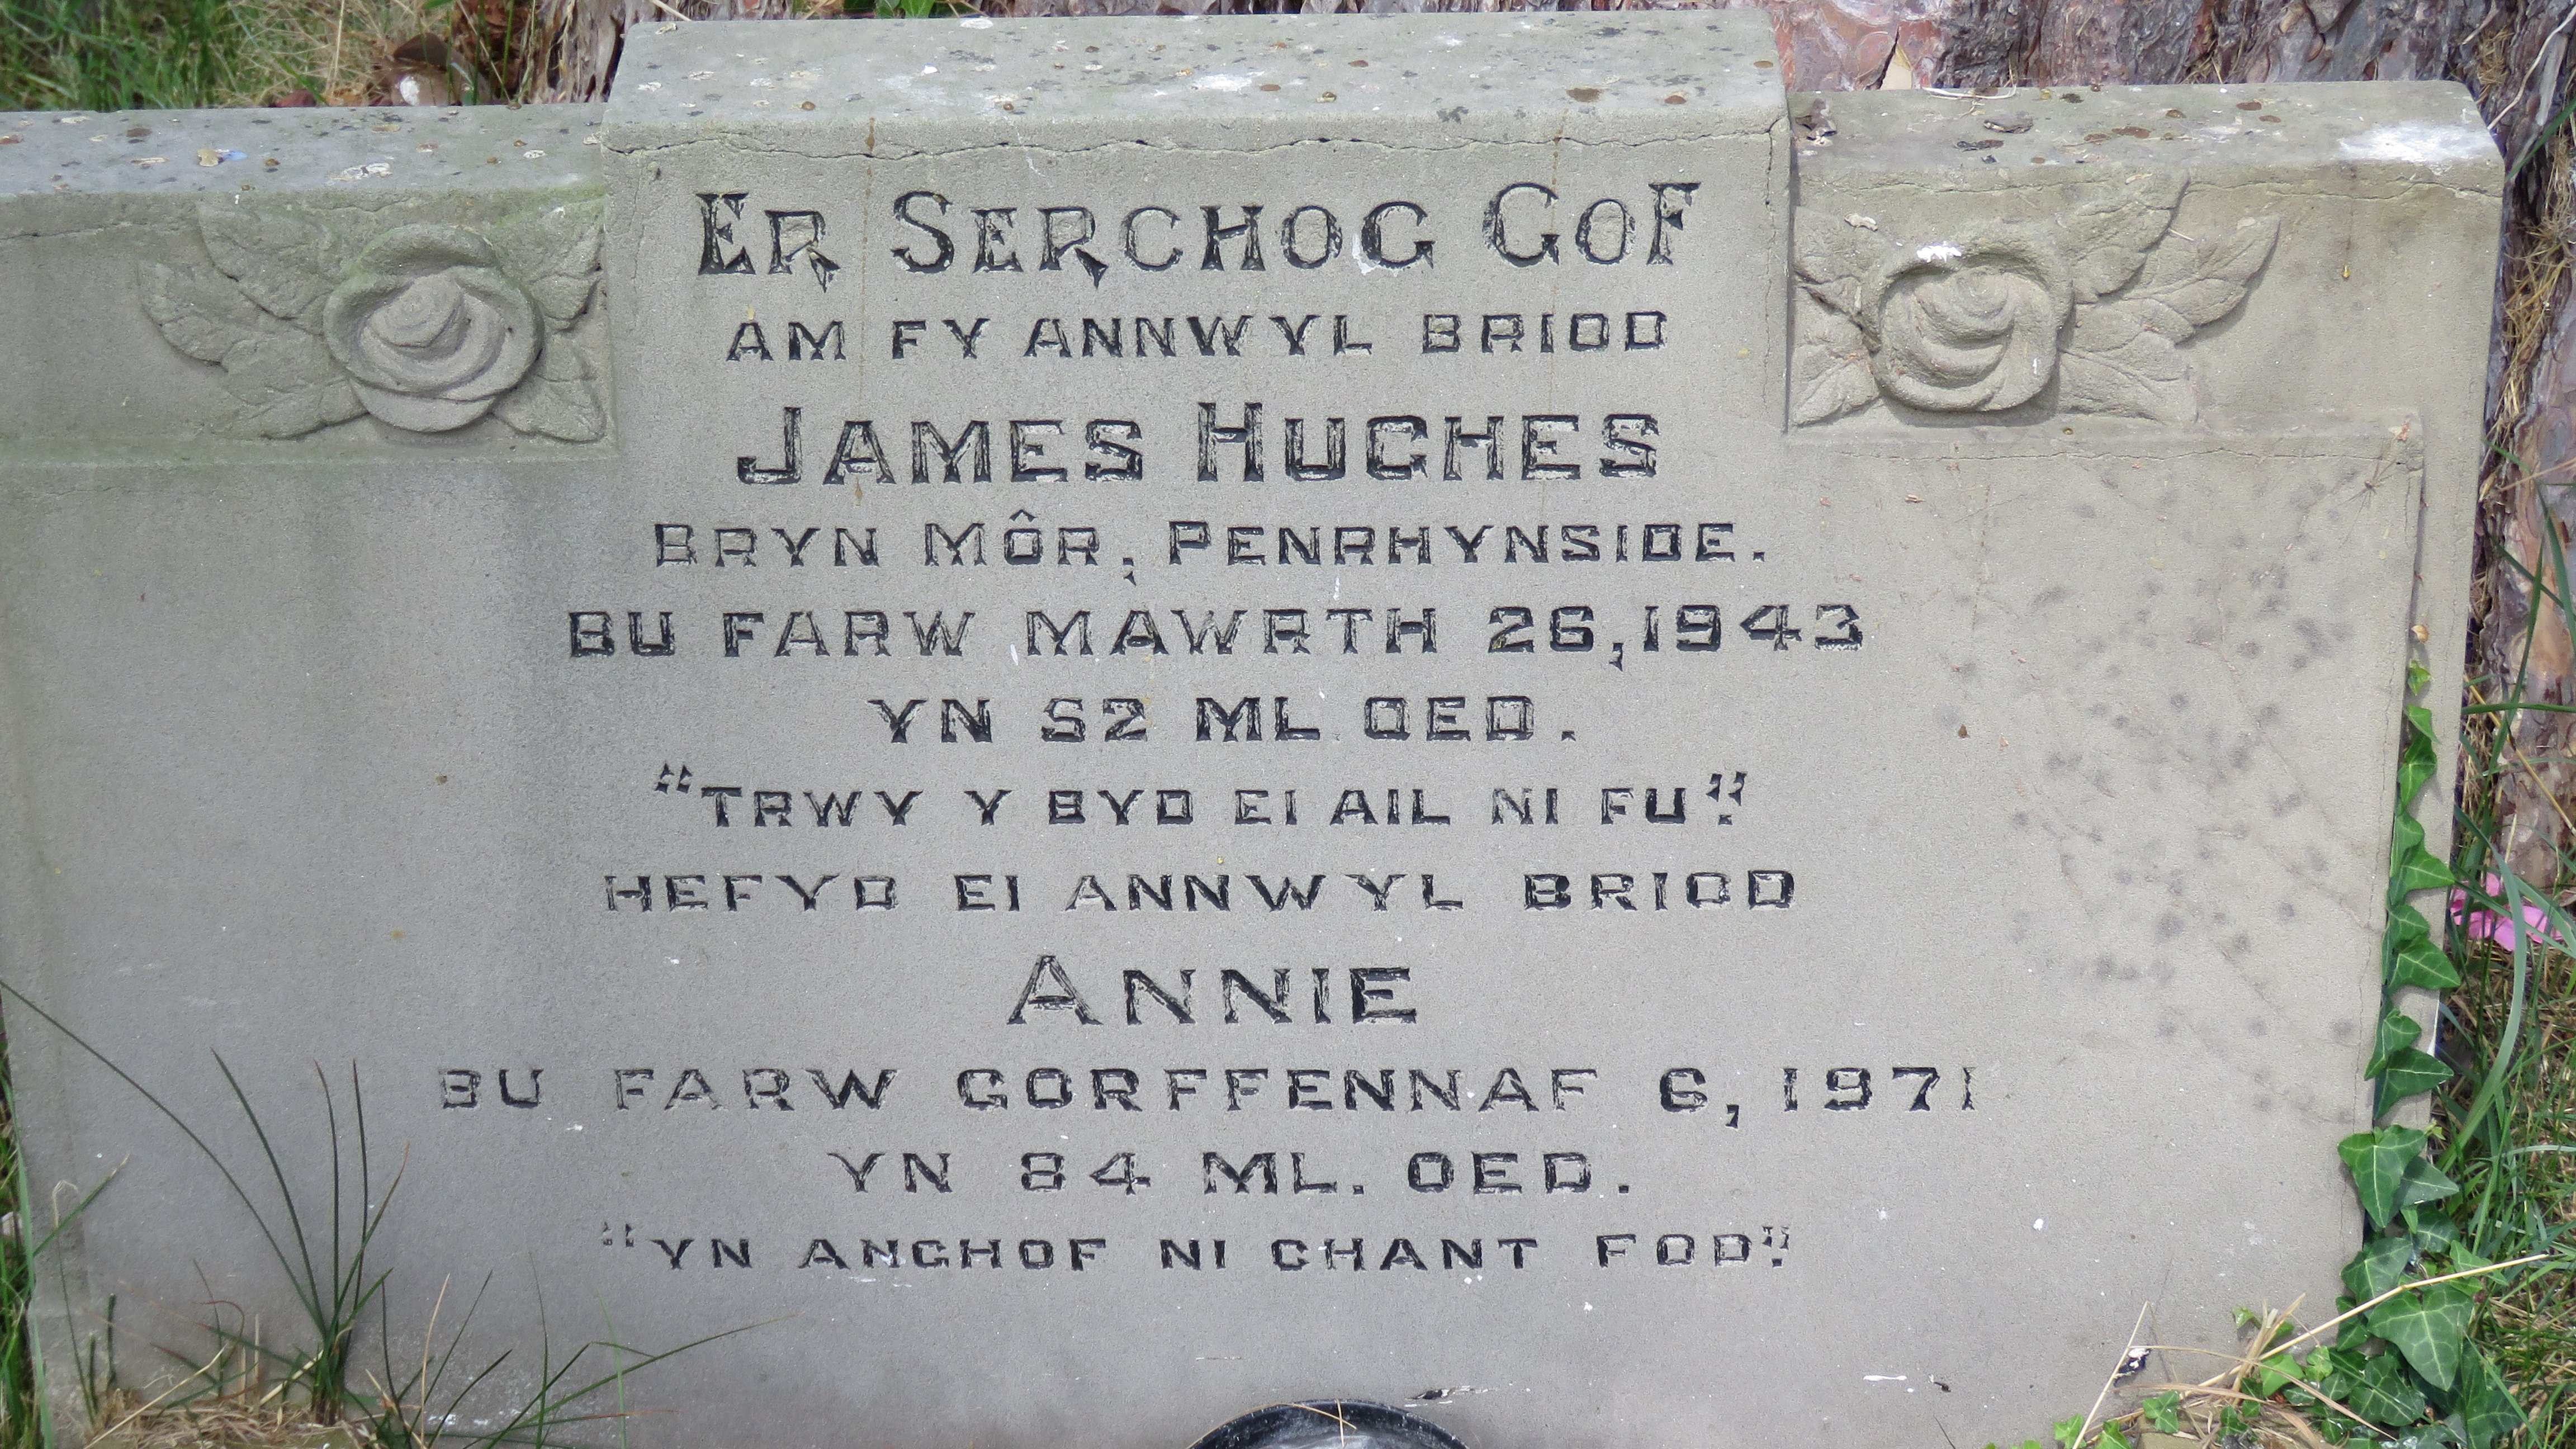 ER SERCHOG GOF
AM FY ANNWYL BRIOD
JAMES HUGHES
BRYN MÔR, PENRHYNSIDE.
BU FARW MAWRTH 26, 1943
YN 52 ML. OED.
"TRWY Y BYD EI AIL NI FU".
HEFYD EI ANNWYL BRIOD
ANNIE
BU FARW GORFFENNAF 6, 1971
YN 84 ML. OED.
"YN ANGHOF NI CHANT FOD".